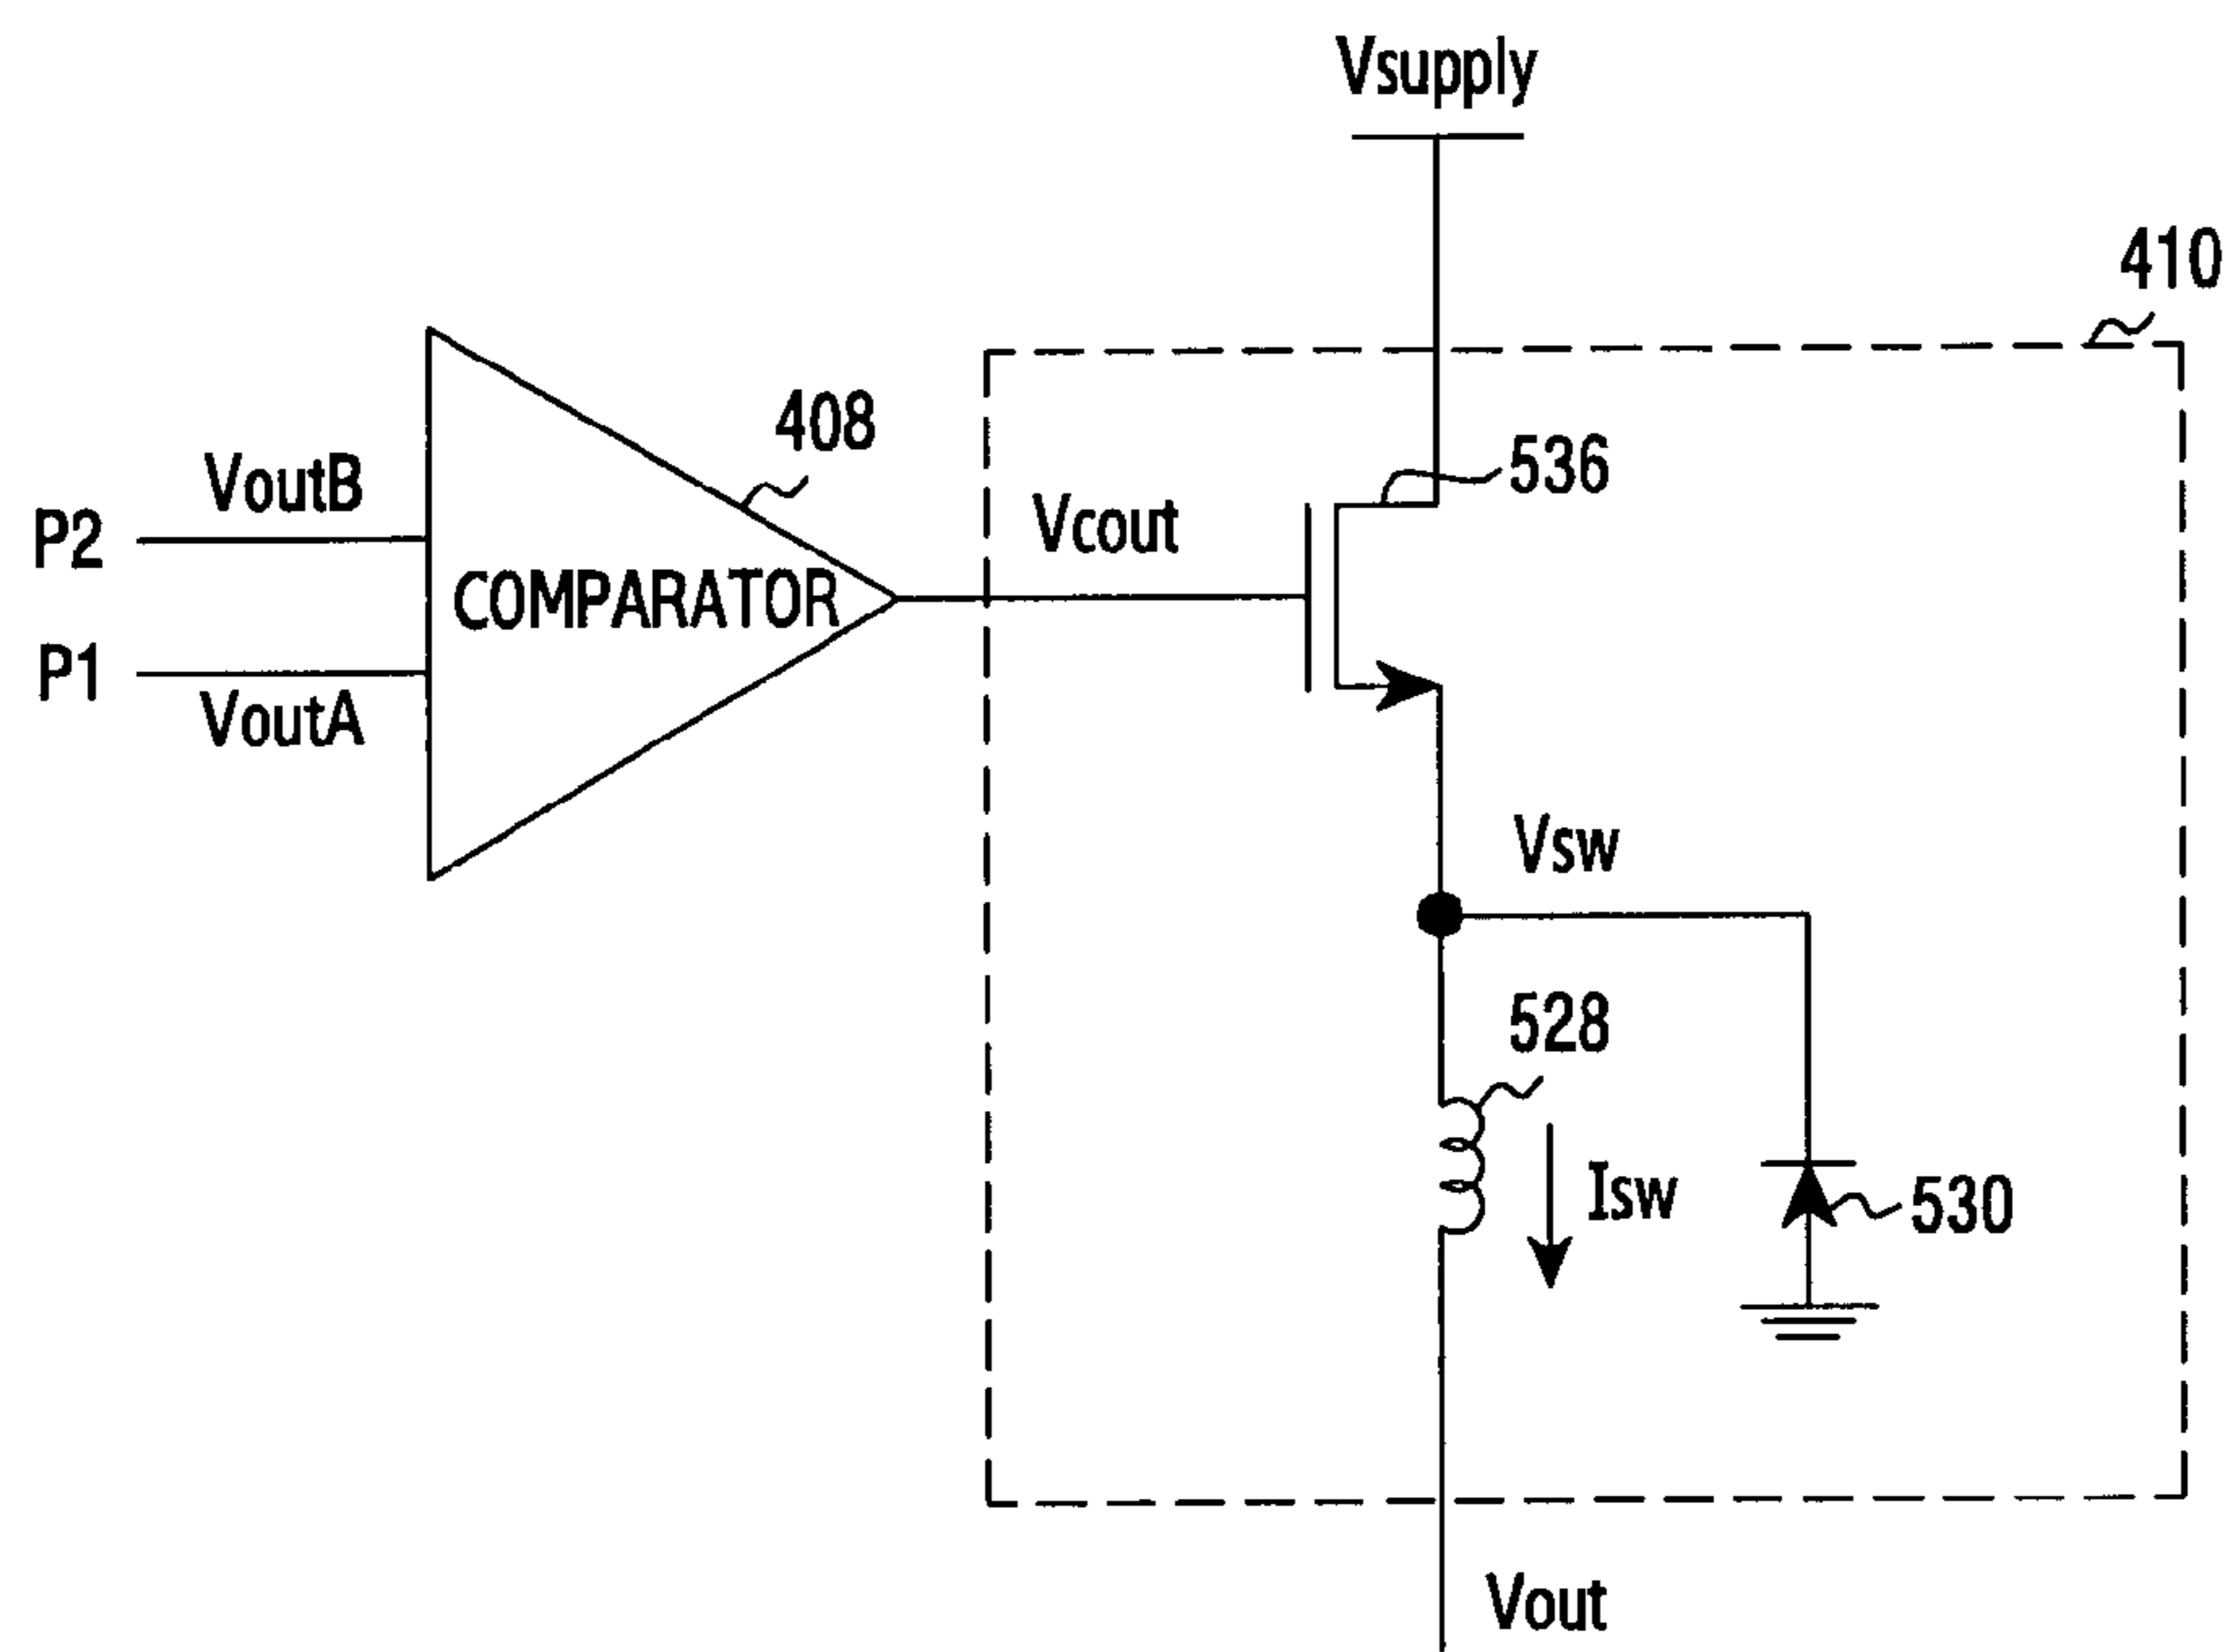 Vsupply
410
408
536
VoutB
Vcout
P2
COMPARATOR
P1
VoutA
Vsw
528
Isw
530
Vout